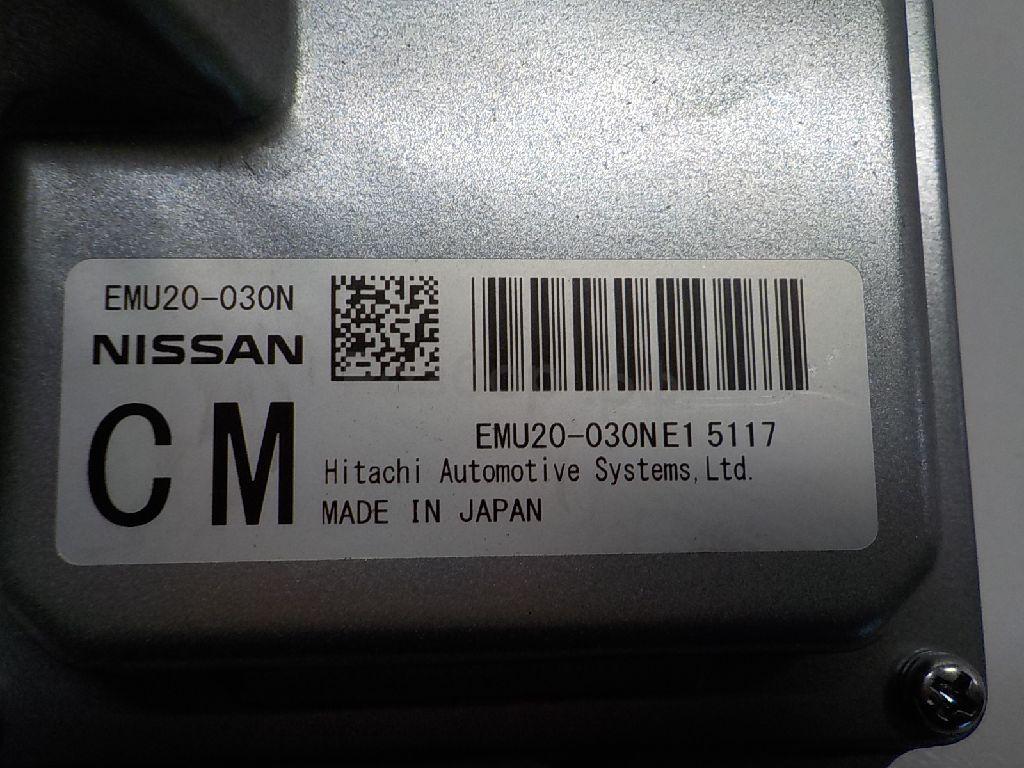 EMU20-030N
NISSAN
CM
EMU20-030NE1 5117
Hitachi Automotive Systems,Ltd.
MADE IN JAPAN